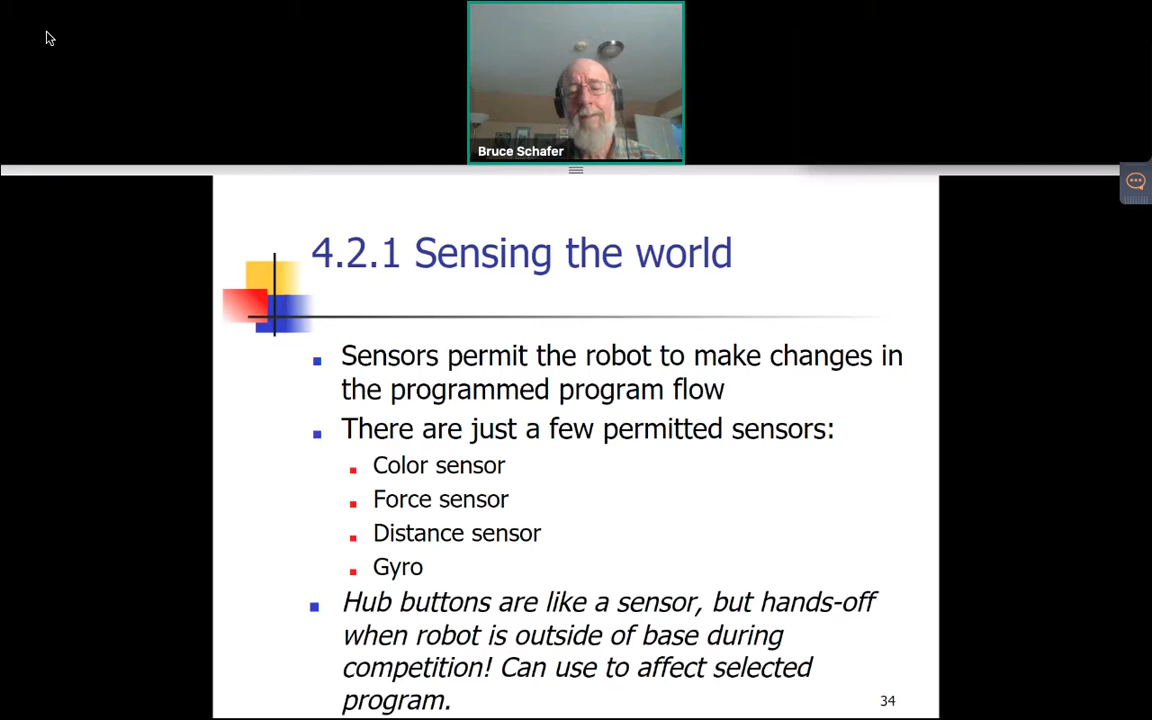 Bruce Schafer
4.2.1 Sensing the world
Sensors permit the robot to make changes in
the programmed program flow
There are just a few permitted sensors:
Color sensor
Force sensor
Distance sensor
Gyro
Hub buttons are like a sensor, but hands-off
when robot is outside of base during
competition! Can use to affect selected
program.
34